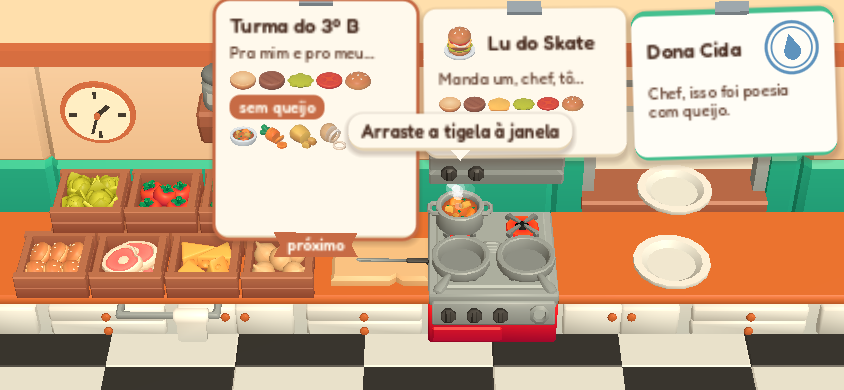 Turma do 3º B
Pra mim e pro meu...
sem queijo
próximo
Lu do Skate
Manda um, chef, tô...
Dona Cida
Chef, isso foi poesia
com queijo.
Arraste a tigela à janela